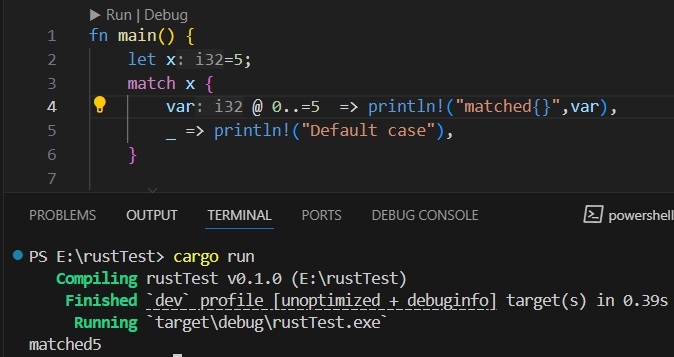 Run | Debug
1 fn main() {
2 let x: i32=5;
3 match x {
4 var: i32 @ 0..=5 => println!("matched{}",var),
5 _ => println!("Default case"),
6 }
7
PROBLEMS OUTPUT TERMINAL PORTS DEBUG CONSOLE powershell
PS E:\rustTest> cargo run
Compiling rustTest v0.1.0 (E:\rustTest)
Finished `dev` profile [unoptimized + debuginfo] target(s) in 0.39s
Running `target\debug\rustTest.exe`
matched5